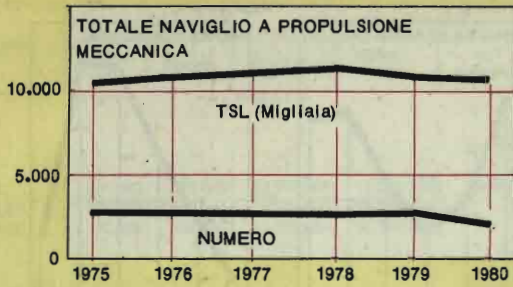 TOTALE NAVIGLIO A PROPULSIONE
MECCANICA
10.000
TSL (Migliaia)
5.000
NUMERO
0
1975 1976 1977 1978 1979 1980